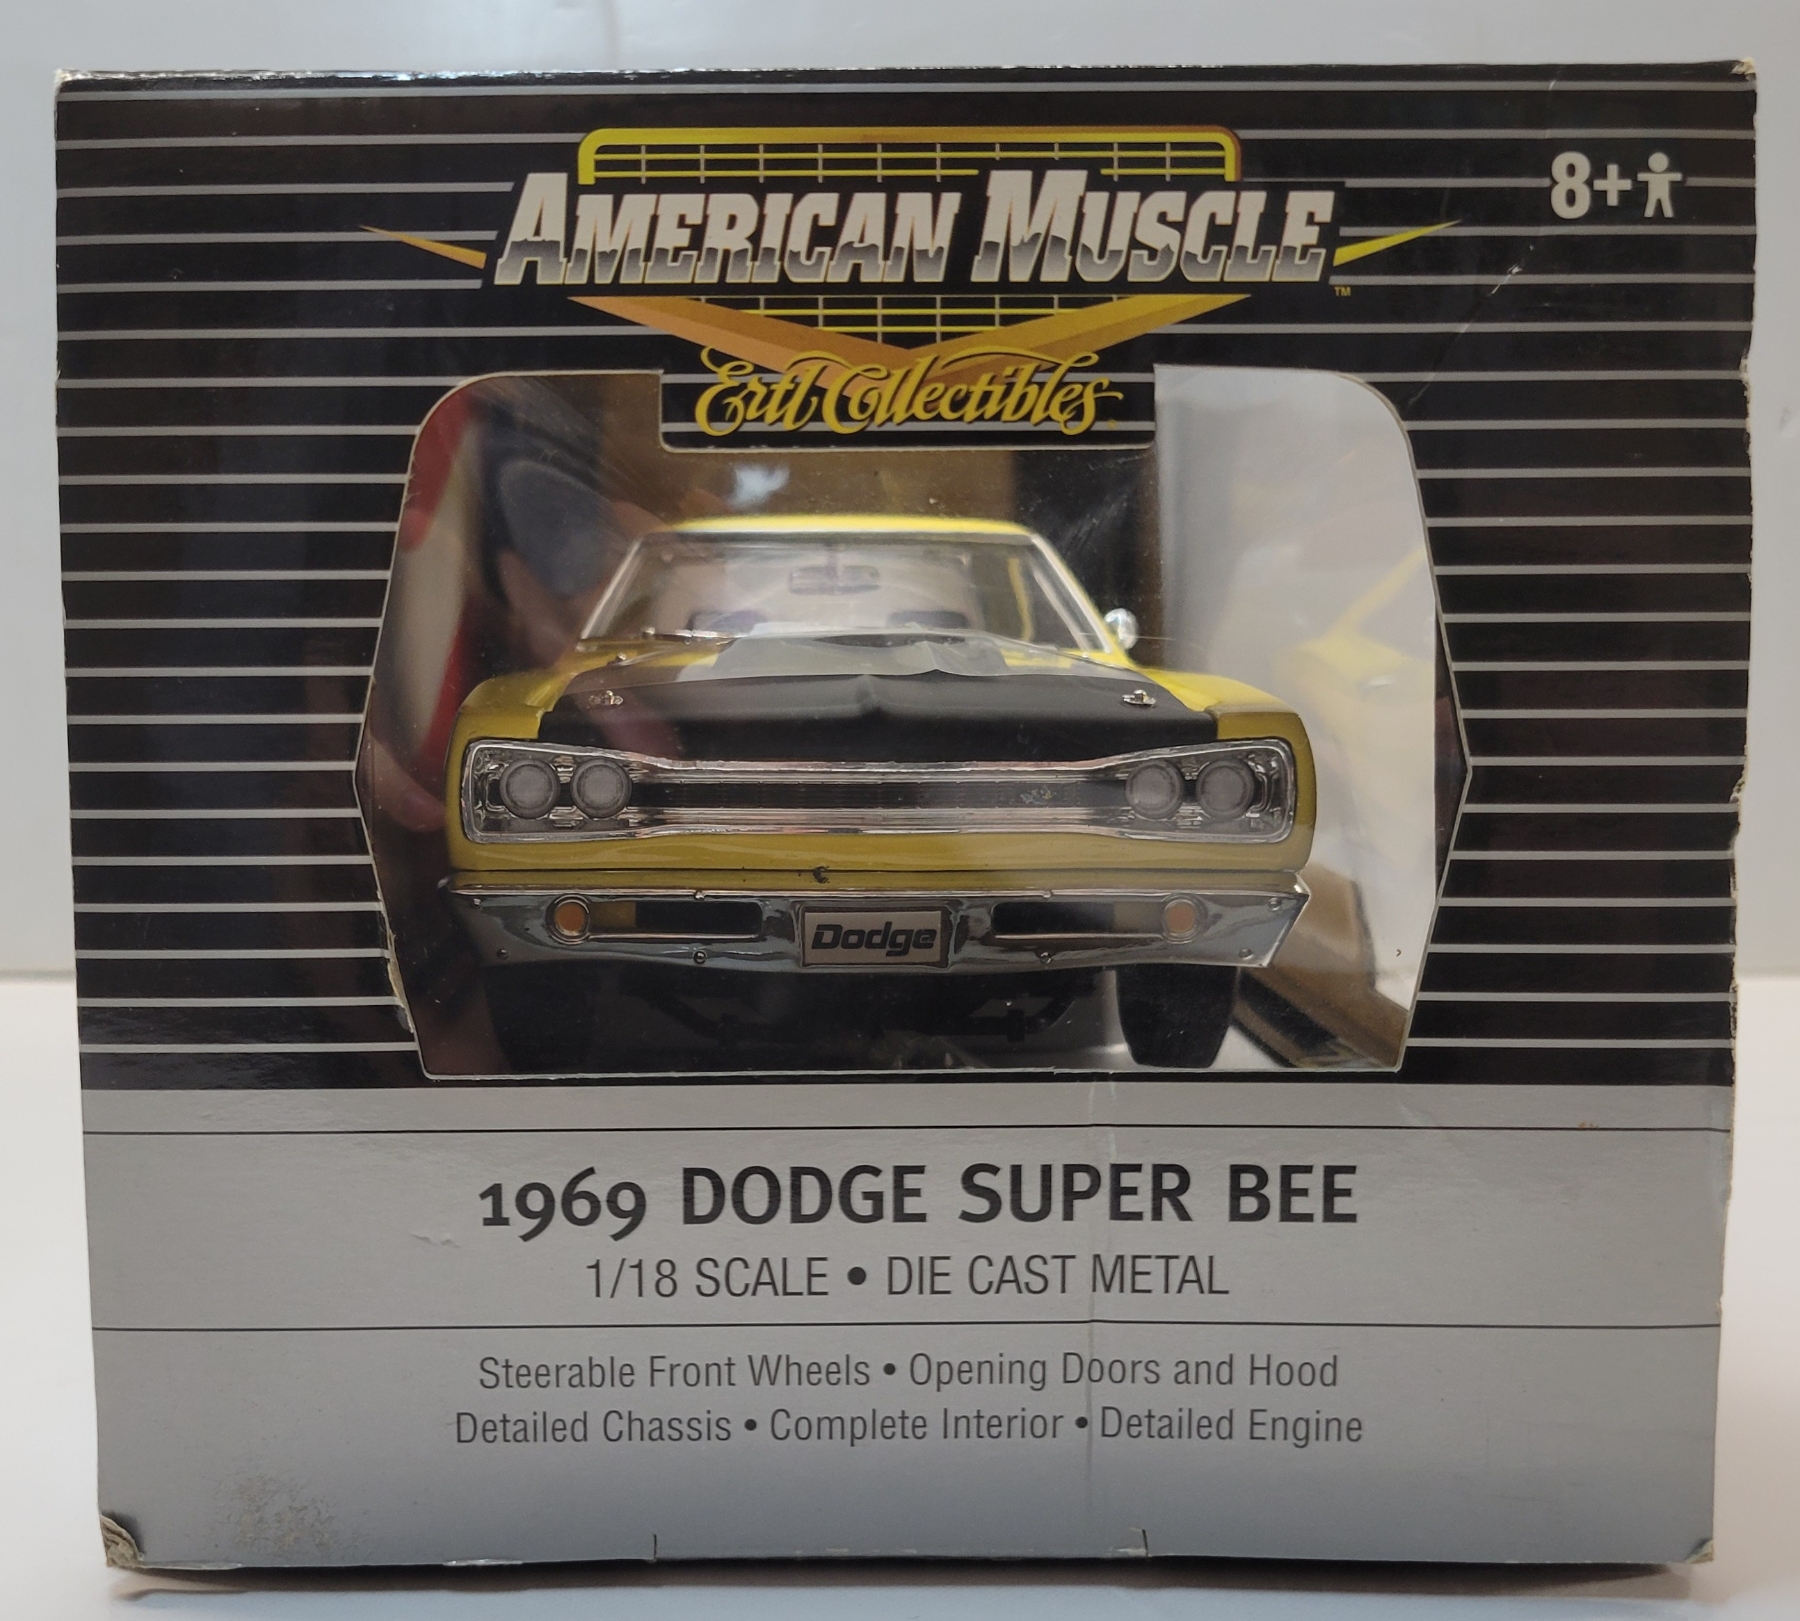 8+
AMERICAN MUSCLE
TM
Ertl Collectibles
Dodge
1969 DODGE SUPER BEE
1/18 SCALE • DIE CAST METAL
Steerable Front Wheels • Opening Doors and Hood
Detailed Chassis • Complete Interior • Detailed Engine